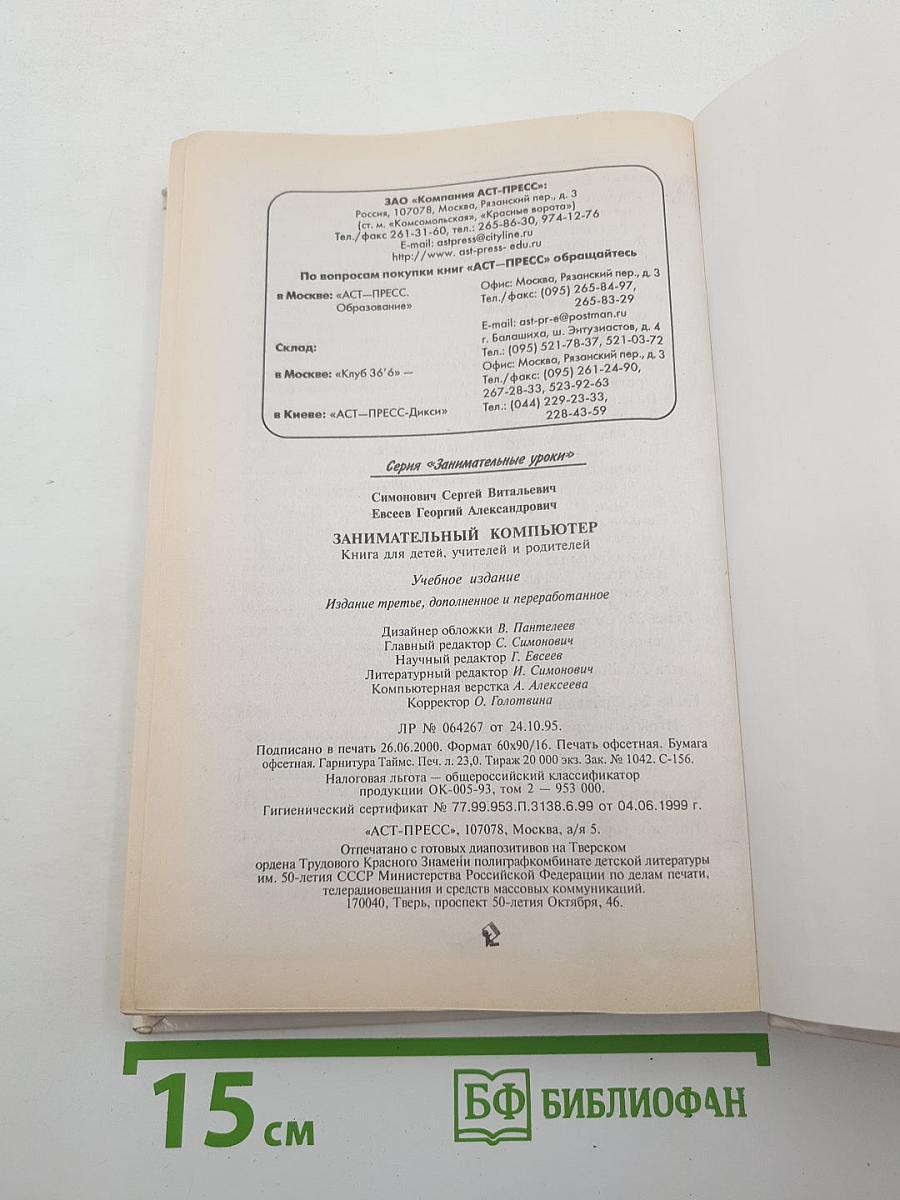 ЗАО «Компания АСТ-ПРЕСС»:
Россия, 107078, Москва, Рязанский пер., д. 3
(ст. м. «Комсомольская», «Красные ворота»)
Тел./факс 261-31-60, тел.: 265-86-30, 974-12-76
E-mail: astpress@cityline.ru
http://www. ast-press- edu.ru
По вопросам покупки книг «АСТ—ПРЕСС» обращайтесь
в Москве: «АСТ—ПРЕСС.
Образование»
Офис: Москва, Рязанский пер., д. 3
Тел./факс: (095) 265-84-97,
265-83-29
E-mail: ast-pr-e@postman.ru
Склад:
г. Балашиха, ш. Энтузиастов, д. 4
Тел.: (095) 521-78-37, 521-03-72
в Москве: «Клуб 36'6» —
Офис: Москва, Рязанский пер., д. 3
Тел./факс: (095) 261-24-90,
267-28-33, 523-92-63
в Киеве: «АСТ—ПРЕСС-Дикси»
Тел.: (044) 229-23-33,
228-43-59
Серия «Занимательные уроки»
Симонович Сергей Витальевич
Евсеев Георгий Александрович
ЗАНИМАТЕЛЬНЫЙ КОМПЬЮТЕР
Книга для детей, учителей и родителей
Учебное издание
Издание третье, дополненное и переработанное
Дизайнер обложки В. Пантелеев
Главный редактор С. Симонович
Научный редактор Г. Евсеев
Литературный редактор И. Симонович
Компьютерная верстка А. Алексеева
Корректор О. Голотвина
ЛР № 064267 от 24.10.95.
Подписано в печать 26.06.2000. Формат 60х90/16. Печать офсетная. Бумага
офсетная. Гарнитура Таймс. Печ. л. 23,0. Тираж 20 000 экз. Зак. № 1042. С-156.
Налоговая льгота — общероссийский классификатор
продукции ОК-005-93, том 2 — 953 000.
Гигиенический сертификат № 77.99.953.П.3138.6.99 от 04.06.1999 г.
«АСТ-ПРЕСС», 107078, Москва, а/я 5.
Отпечатано с готовых диапозитивов на Тверском
ордена Трудового Красного Знамени полиграфкомбинате детской литературы
им. 50-летия СССР Министерства Российской Федерации по делам печати,
телерадиовещания и средств массовых коммуникаций.
170040, Тверь, проспект 50-летия Октября, 46.
15 см
БФ БИБЛИОФАН